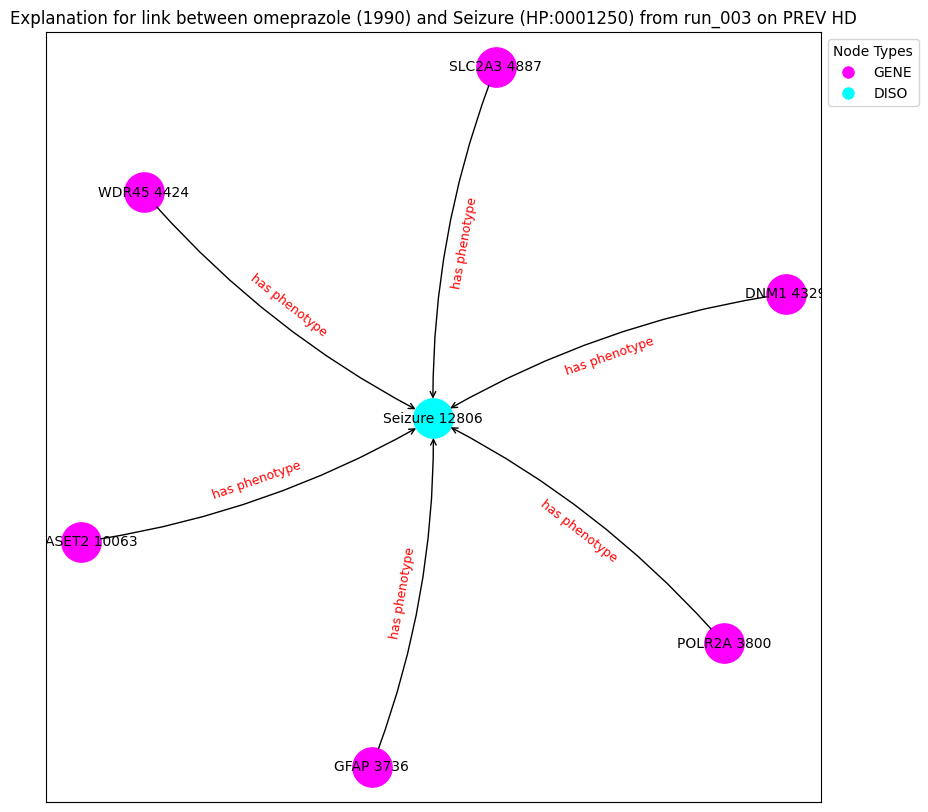 Explanation for link between omeprazole (1990) and Seizure (HP:0001250) from run_003 on PREV HD
Node Types
GENE
DISO
SLC2A3 4887
WDR45 4424
has phenotype
DNM1 4329
has phenotype
has phenotype
Seizure 12806
has phenotype
ASET2 10063
has phenotype
has phenotype
POLR2A 3800
GFAP 3736